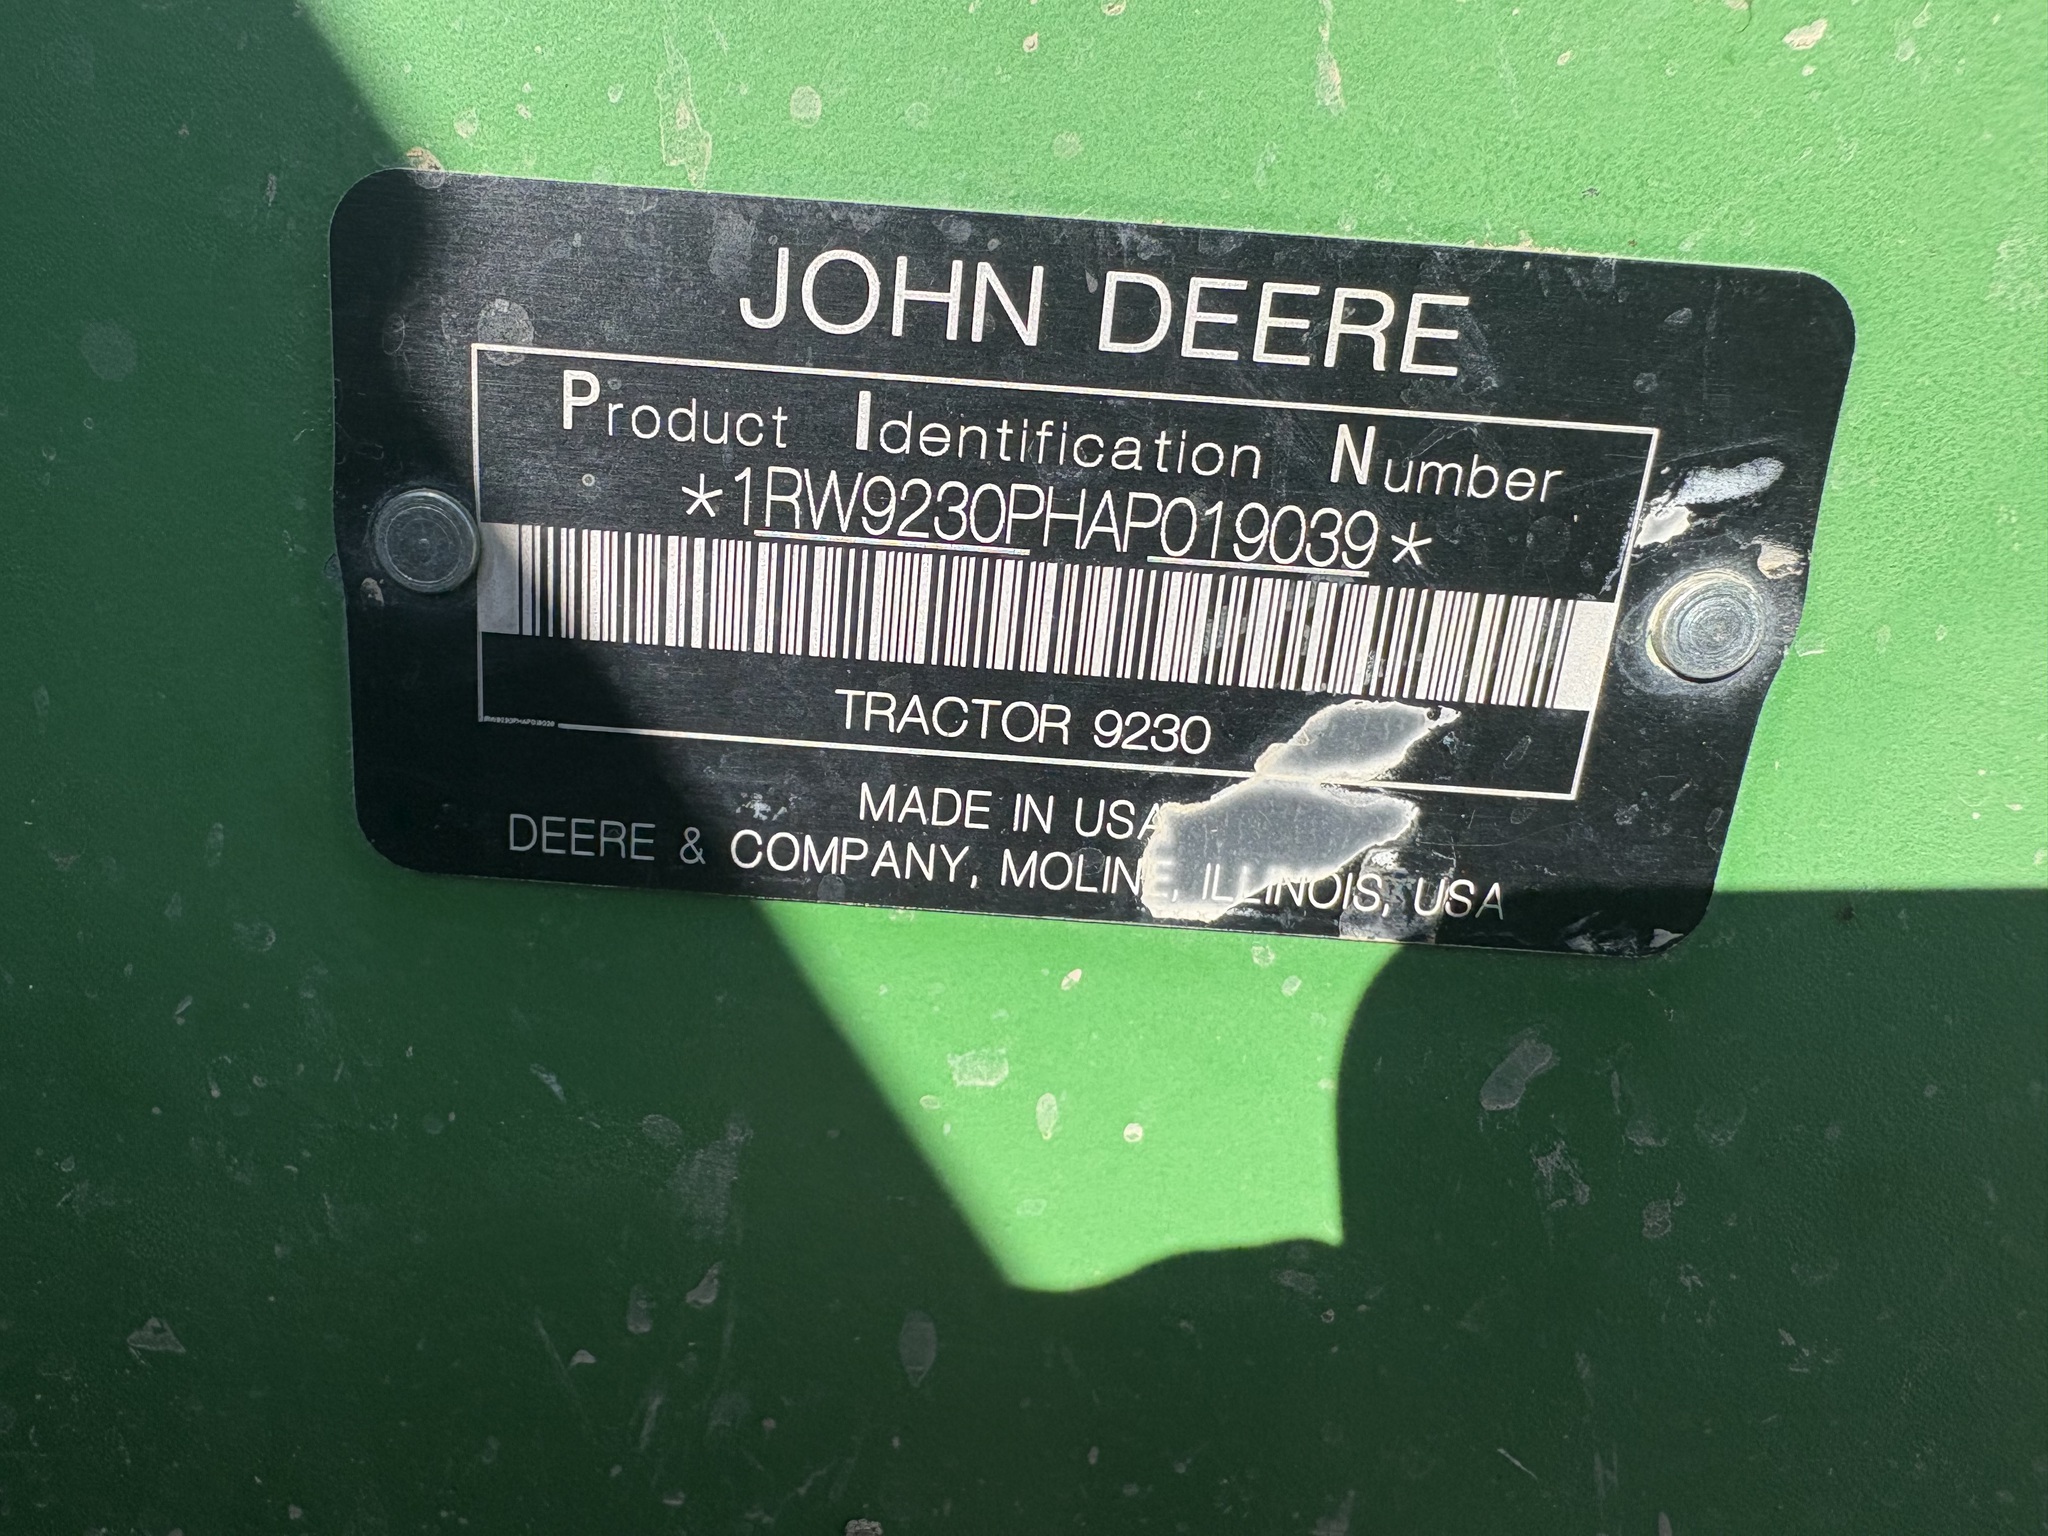 JOHN DEERE
Product Identification Number
*1RW9230PHAP019039*
TRACTOR 9230
MADE IN USA
DEERE & COMPANY, MOLINE, ILLINOIS, USA